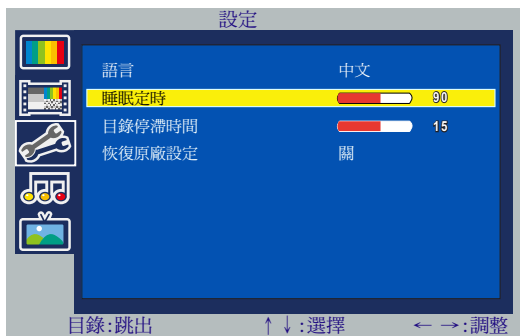 設定
語言 中文
睡眠定時 90
目錄停滯時間 15
恢復原廠設定 關
目錄:跳出 ↑↓:選擇 ←→:調整